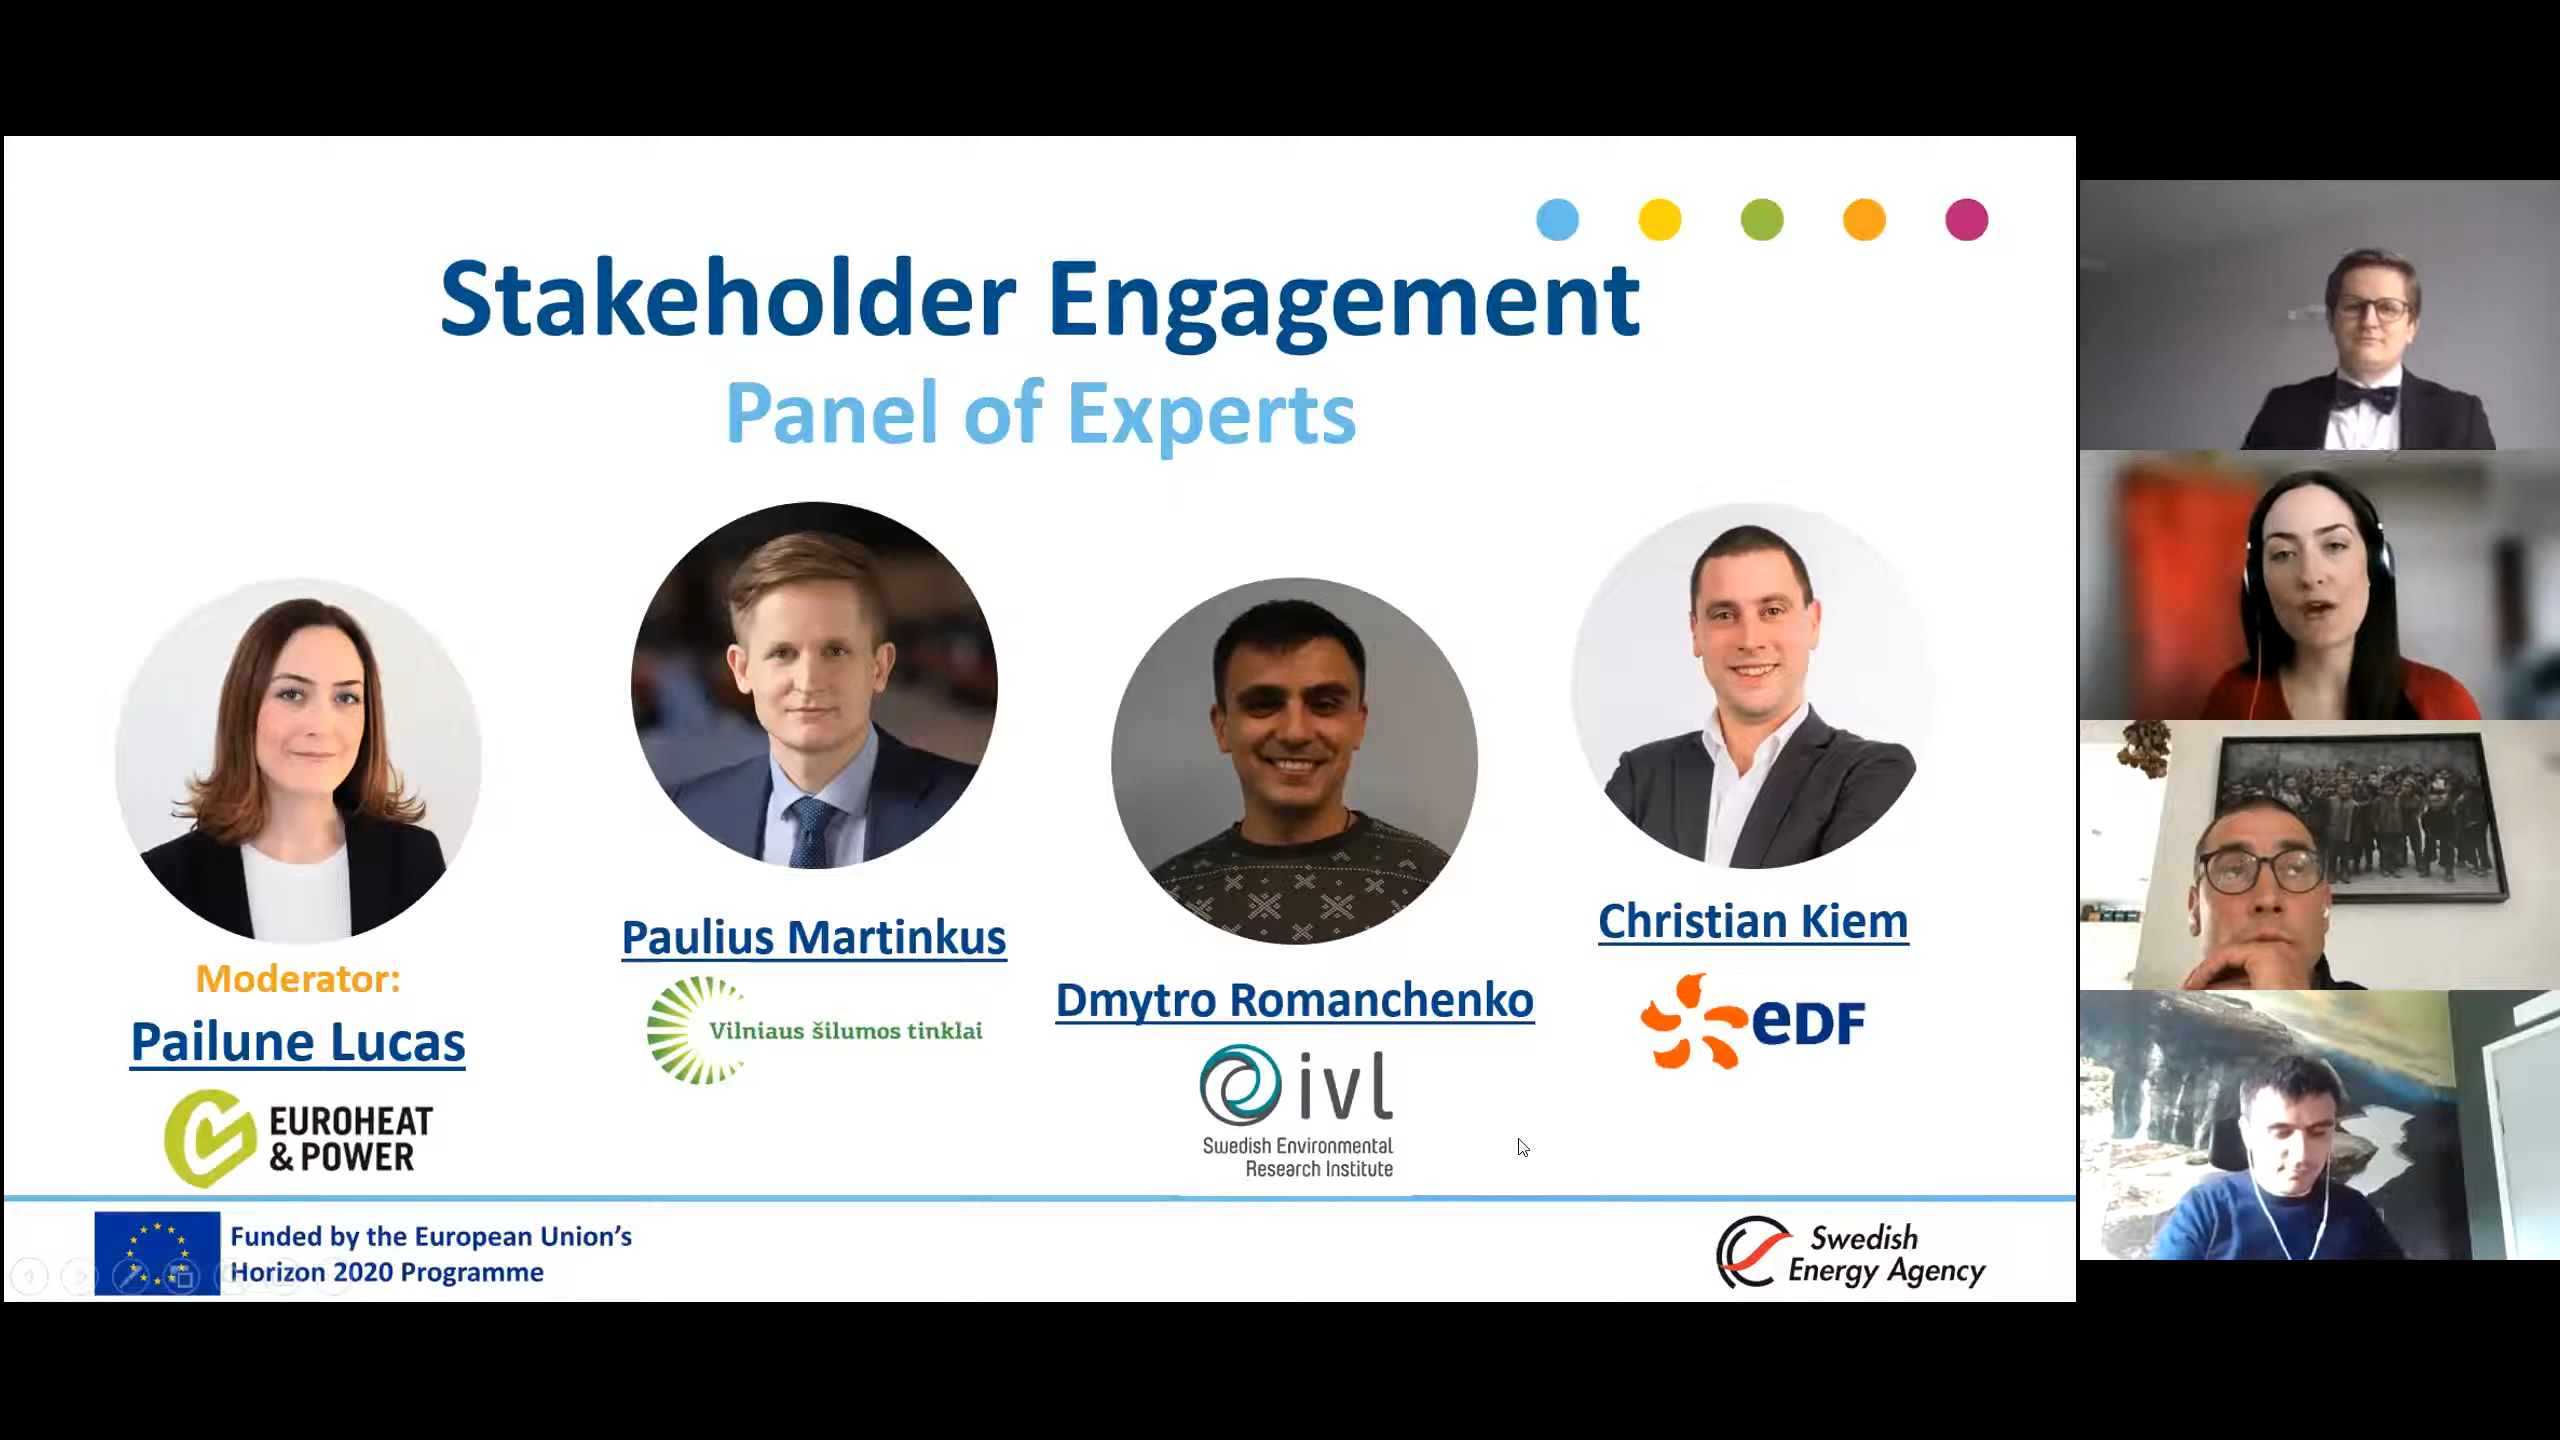 Stakeholder Engagement
Panel of Experts
Moderator:
Pailune Lucas
EUROHEAT
& POWER
Paulius Martinkus
Vilniaus šilumos tinklai
Dmytro Romanchenko
ivl
Swedish Environmental
Research Institute
Christian Kiem
eDF
Funded by the European Union's
Horizon 2020 Programme
Swedish
Energy Agency